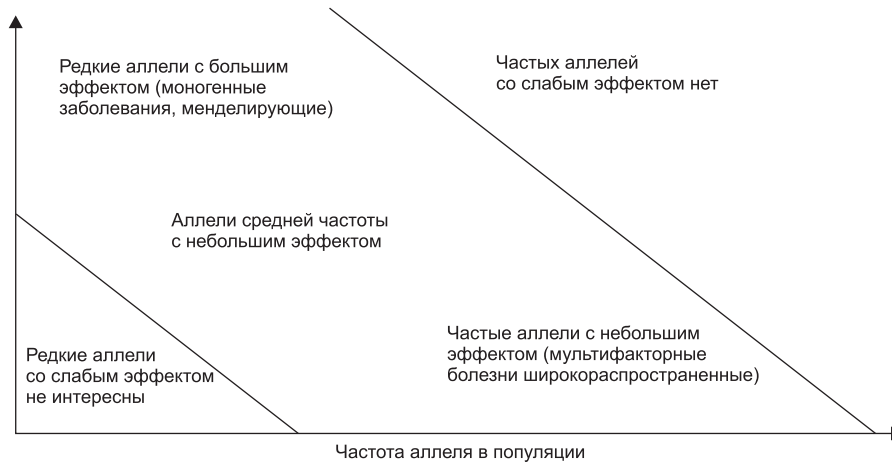 Редкие аллели с большим
эффектом (моногенные
заболевания, менделирующие)
Частых аллелей
со слабым эффектом нет
Аллели средней частоты
с небольшим эффектом
Частые аллели с небольшим
эффектом (мультифакторные
болезни широкораспространенные)
Редкие аллели
со слабым эффектом
не интересны
Частота аллеля в популяции